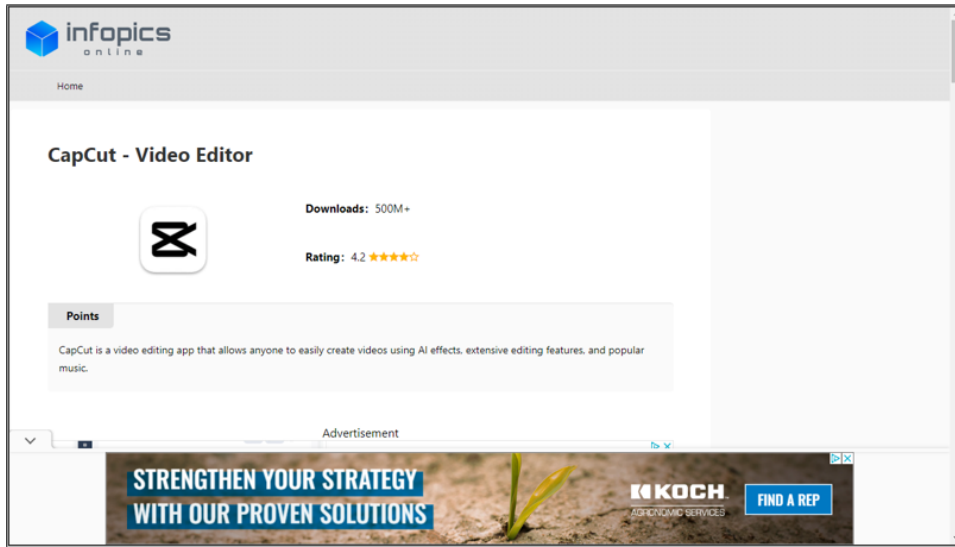 infopics
online
Home
CapCut - Video Editor
Downloads: 500M+
Rating: 4.2
Points
CapCut is a video editing app that allows anyone to easily create videos using AI effects, extensive editing features, and popular
music.
Advertisement
STRENGTHEN YOUR STRATEGY
WITH OUR PROVEN SOLUTIONS
KOCH
AGRONOMIC SERVICES
FIND A REP